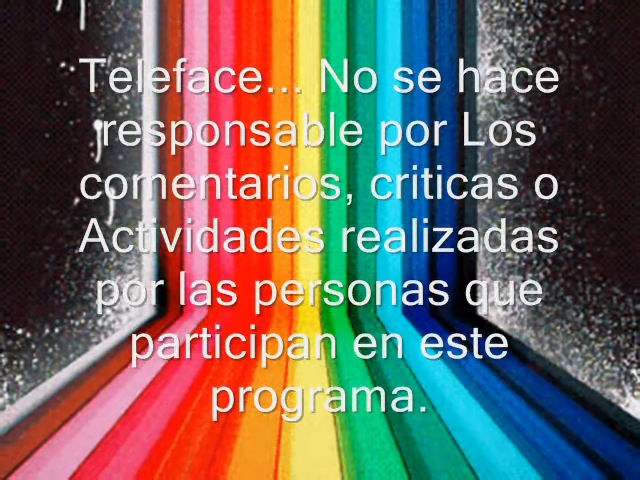 Teleface... No se hace
responsable por Los
comentarios, criticas o
Actividades realizadas
por las personas que
participan en este
programa.